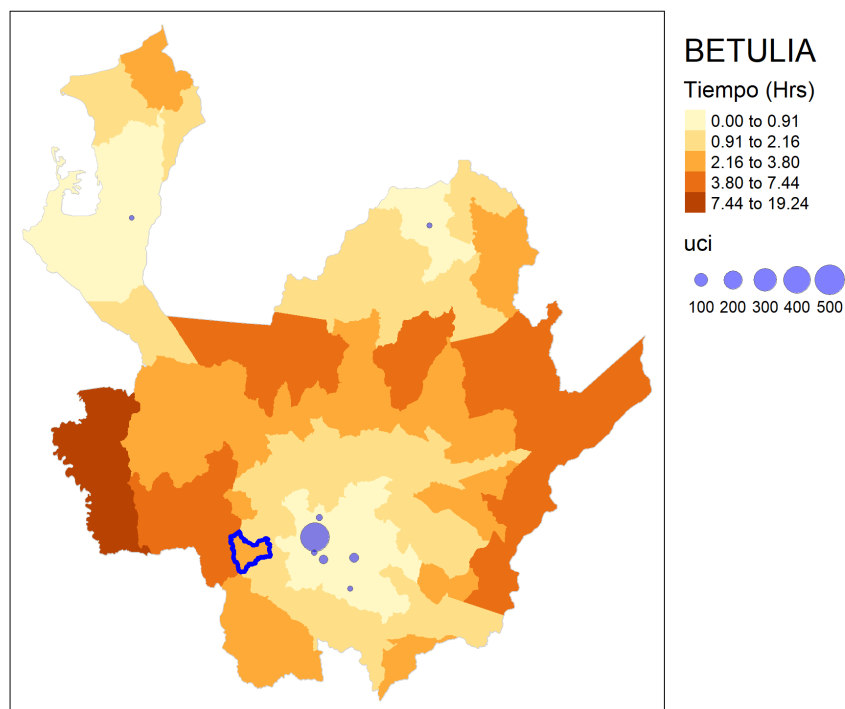 BETULIA
Tiempo (Hrs)
0.00 to 0.91
0.91 to 2.16
2.16 to 3.80
3.80 to 7.44
7.44 to 19.24
uci
100 200 300 400 500